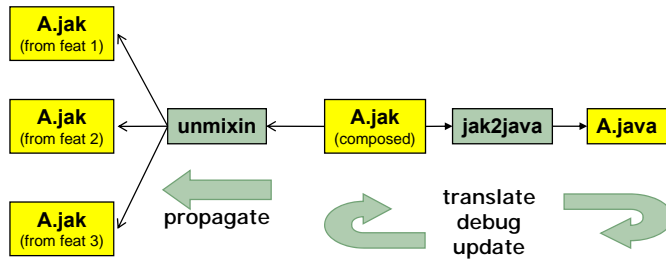 A.jak
(from feat 1)
A.jak
(from feat 2)
unmixin
A.jak
(composed)
jak2java
A.java
A.jak
(from feat 3)
propagate
translate
debug
update